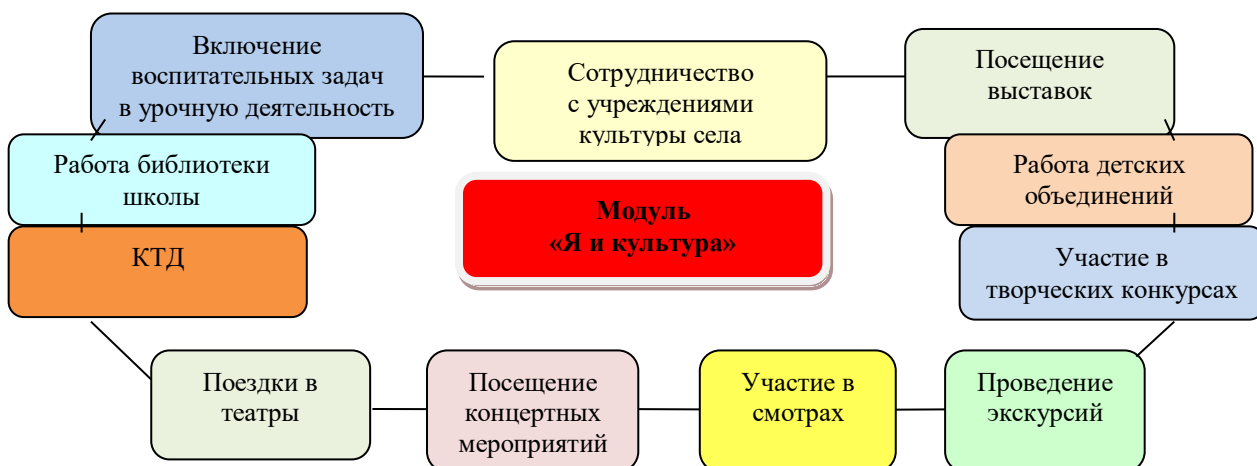 Включение
воспитательных задач
в урочную деятельность
Сотрудничество
с учреждениями
культуры села
Посещение
выставок
Работа библиотеки
школы
Работа детских
объединений
Модуль
«Я и культура»
КТД
Участие в
творческих конкурсах
Поездки в
театры
Посещение
концертных
мероприятий
Участие в
смотрах
Проведение
экскурсий